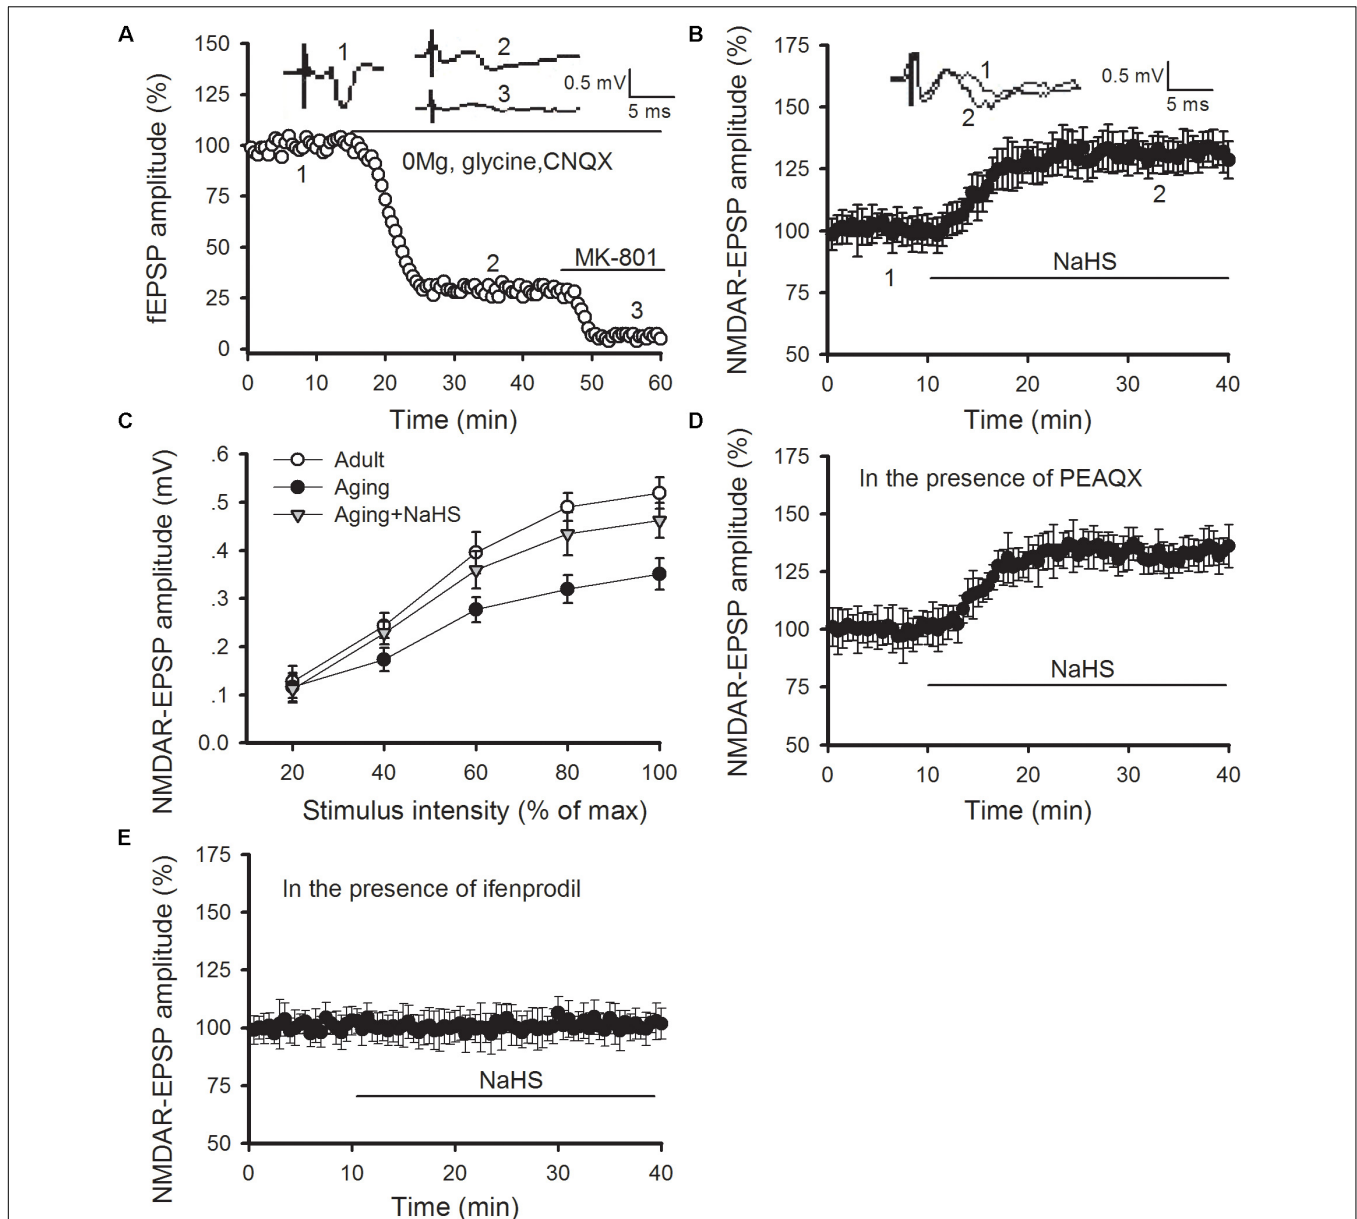 A
150
125
100
75
50
25
0
fEPSP amplitude (%)
1
2
3
0.5 mV
5 ms
0Mg, glycine,CNQX
1
2
MK-801
3
0 10 20 30 40 50 60
Time (min)
B
175
150
125
100
75
50
NMDAR-EPSP amplitude (%)
1
2
0.5 mV
5 ms
2
1
NaHS
0 10 20 30 40
Time (min)
C
.6
.5
.4
.3
.2
.1
0.0
NMDAR-EPSP amplitude (mV)
Adult
Aging
Aging+NaHS
20 40 60 80 100
Stimulus intensity (% of max)
D
175
150
125
100
75
50
NMDAR-EPSP amplitude (%)
In the presence of PEAQX
NaHS
0 10 20 30 40
Time (min)
E
175
150
125
100
75
50
NMDAR-EPSP amplitude (%)
In the presence of ifenprodil
NaHS
0 10 20 30 40
Time (min)